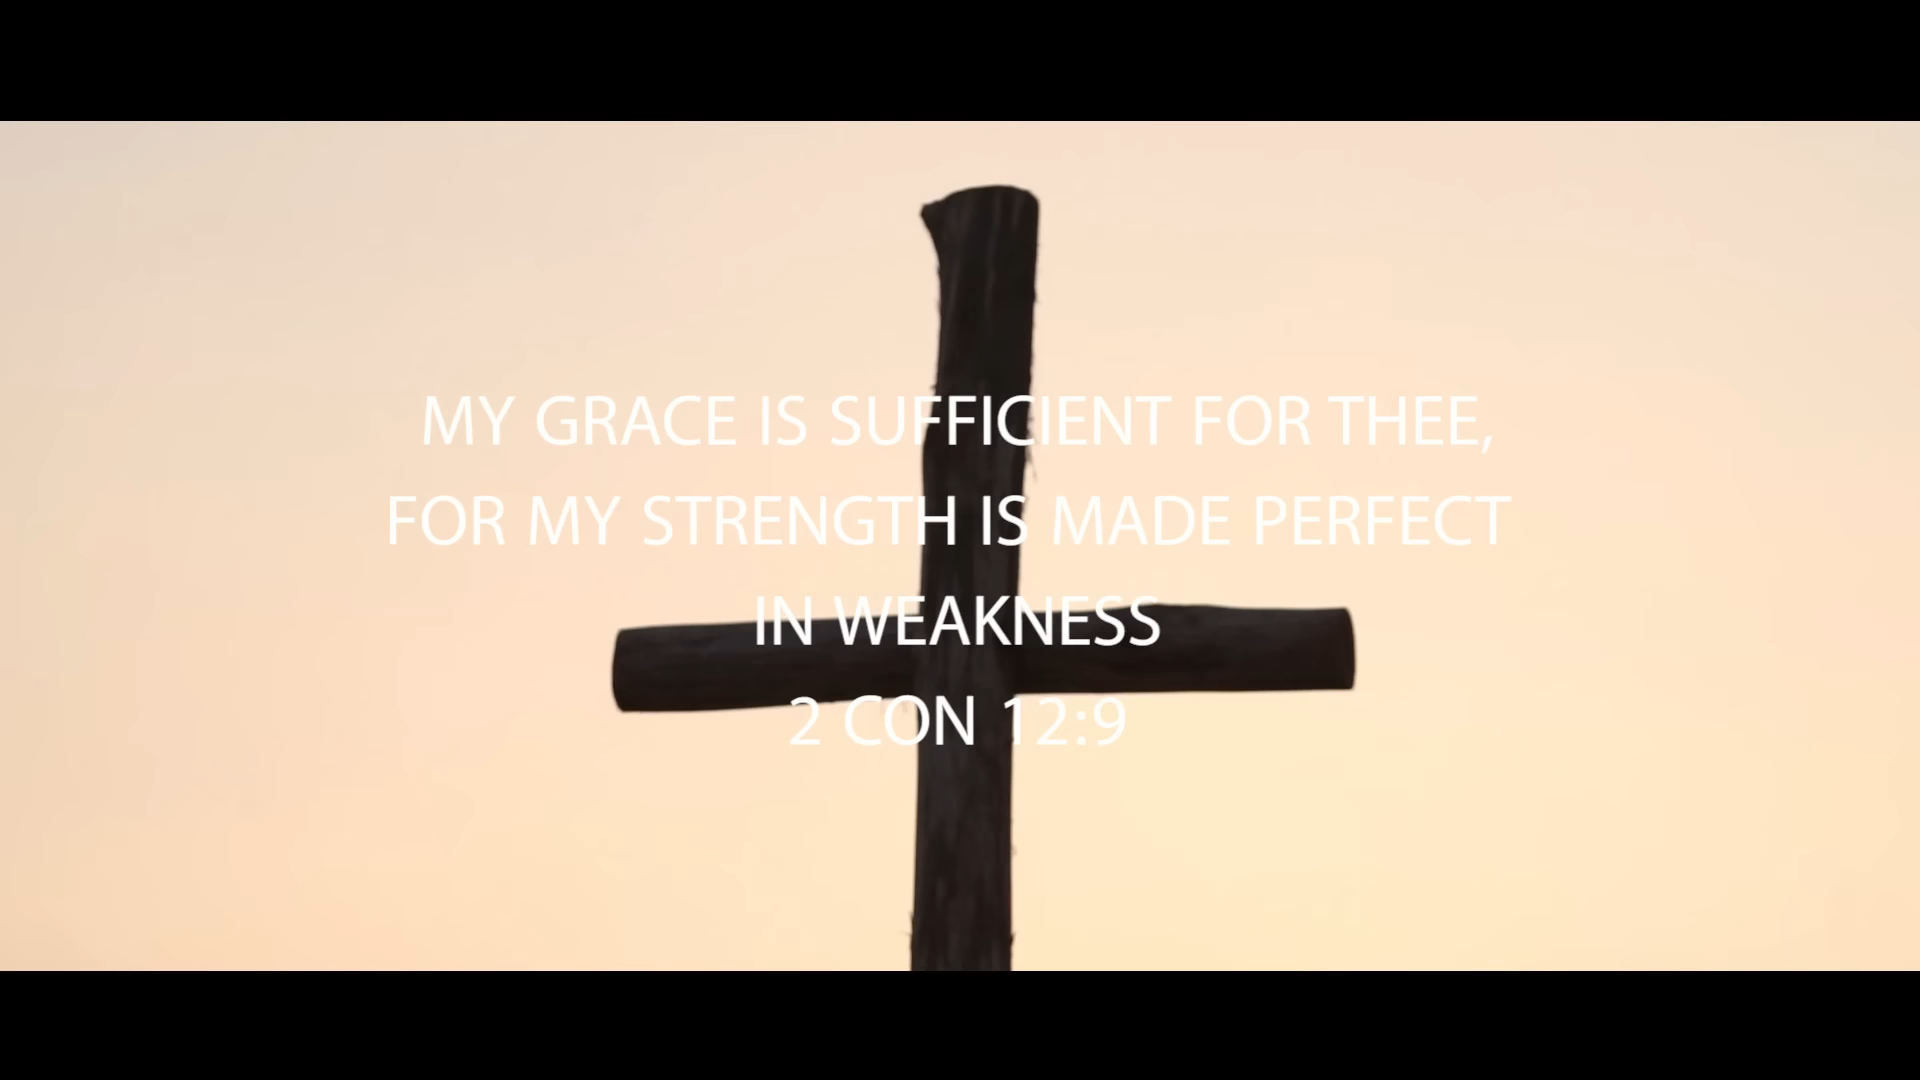 MY GRACE IS SUFFICIENT FOR THEE,
FOR MY STRENGTH IS MADE PERFECT
IN WEAKNESS
2 CON 12:9